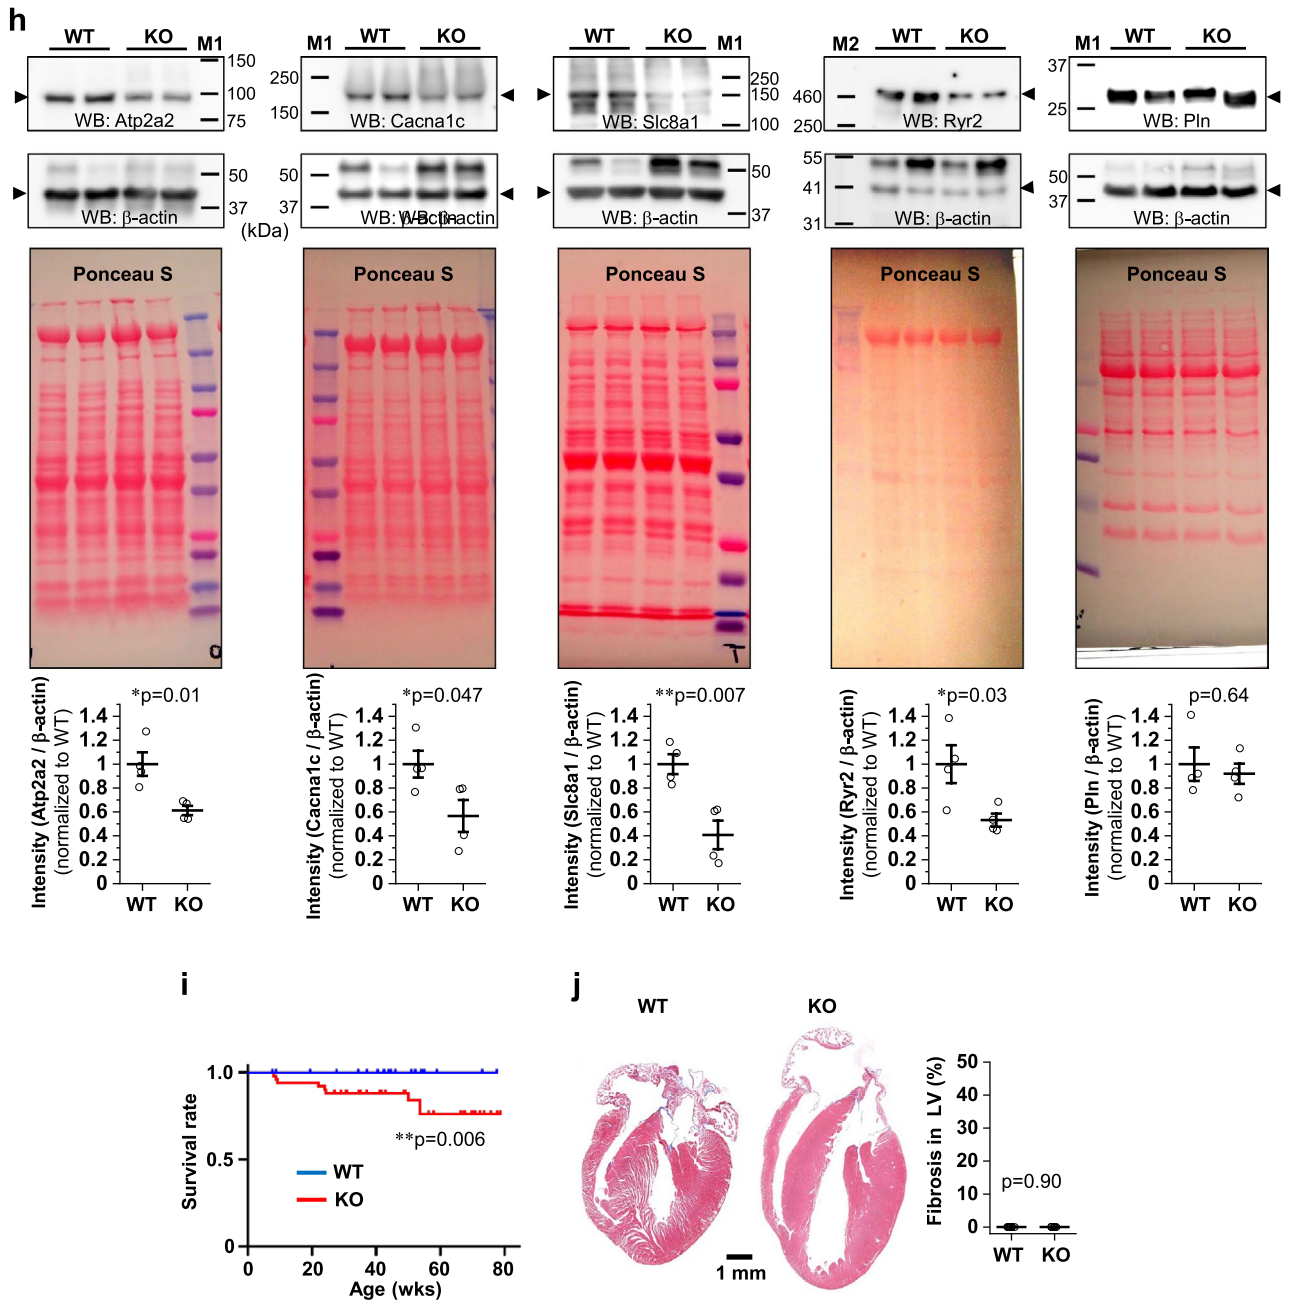 h
WT KO M1
150
100
75
WB: Atp2a2
50
37
WB: β-actin
(kDa)
M1 WT KO
250
150
WB: Cacna1c
50
37
WB: β-actin
WB: β-actin
WT KO M1
250
150
100
WB: Slc8a1
50
37
WB: β-actin
M2 WT KO
460
250
WB: Ryr2
55
41
31
WB: β-actin
M1 WT KO
37
25
WB: Pln
50
37
WB: β-actin
Ponceau S
Ponceau S
Ponceau S
T
Ponceau S
Ponceau S
*p=0.01
Intensity (Atp2a2 / β-actin)
(normalized to WT)
1.4
1.2
1
0.8
0.6
0.4
0.2
0
WT KO
*p=0.047
Intensity (Cacna1c / β-actin)
(normalized to WT)
1.4
1.2
1
0.8
0.6
0.4
0.2
0
WT KO
**p=0.007
Intensity (Slc8a1 / β-actin)
(normalized to WT)
1.4
1.2
1
0.8
0.6
0.4
0.2
0
WT KO
*p=0.03
Intensity (Ryr2 / β-actin)
(normalized to WT)
1.4
1.2
1
0.8
0.6
0.4
0.2
0
WT KO
p=0.64
Intensity (Pln / β-actin)
(normalized to WT)
1.4
1.2
1
0.8
0.6
0.4
0.2
0
WT KO
i
Survival rate
1.0
0.5
0
**p=0.006
WT
KO
0 20 40 60 80
Age (wks)
j
WT KO
1 mm
Fibrosis in LV (%)
50
40
30
20
10
0
p=0.90
WT KO